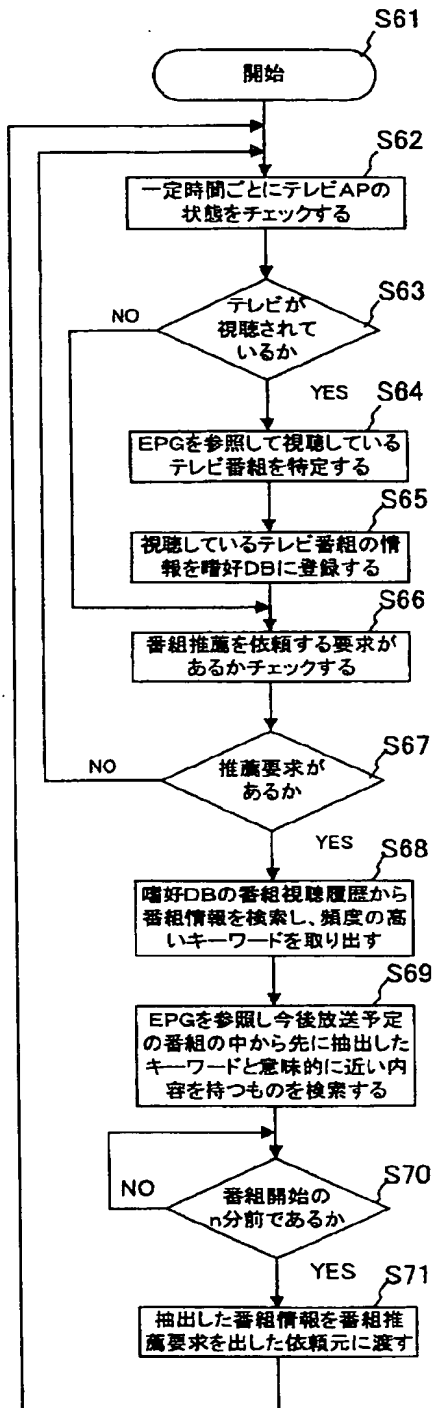 S61
開始
S62
一定時間ごとにテレビAPの
状態をチェックする
S63
テレビが
視聴されて
いるか
NO
YES
S64
EPGを参照して視聴している
テレビ番組を特定する
S65
視聴しているテレビ番組の情
報を嗜好DBに登録する
S66
番組推薦を依頼する要求が
あるかチェックする
S67
推薦要求が
あるか
NO
YES
S68
嗜好DBの番組視聴履歴から
番組情報を検索し、頻度の高
いキーワードを取り出す
S69
EPGを参照し今後放送予定
の番組の中から先に抽出した
キーワードと意味的に近い内
容を持つものを検索する
S70
番組開始の
n分前であるか
NO
YES
S71
抽出した番組情報を番組推
薦要求を出した依頼元に渡す